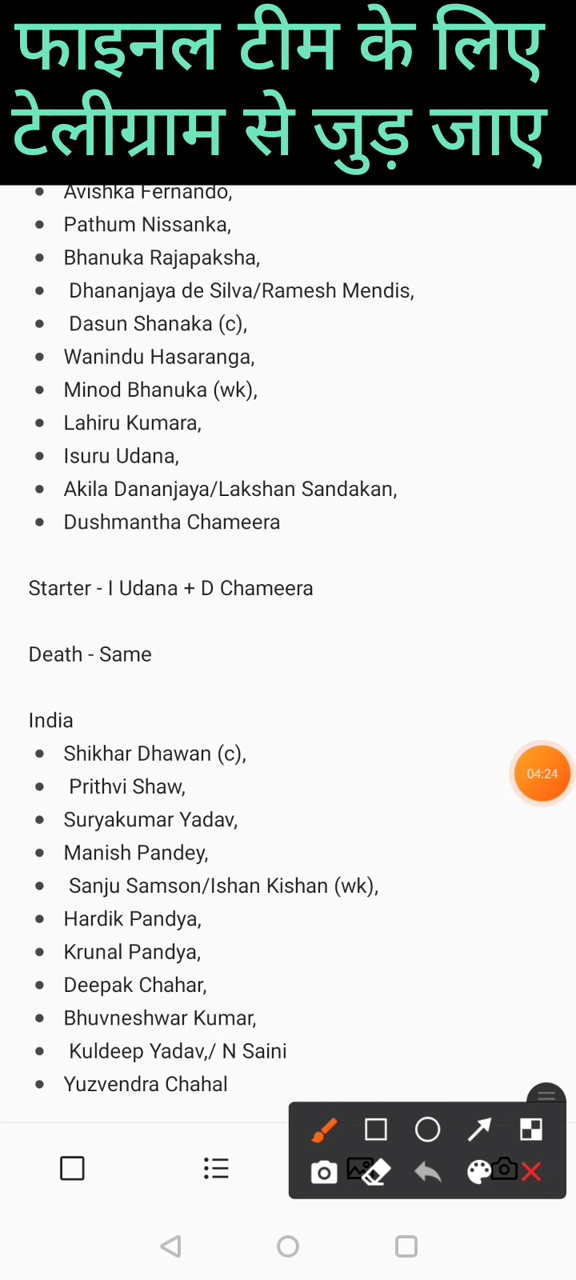 फाइनल टीम के लिए
टेलीग्राम से जुड़ जाए
Avishka Fernando,
Pathum Nissanka,
Bhanuka Rajapaksha,
Dhananjaya de Silva/Ramesh Mendis,
Dasun Shanaka (c),
Wanindu Hasaranga,
Minod Bhanuka (wk),
Lahiru Kumara,
Isuru Udana,
Akila Dananjaya/Lakshan Sandakan,
Dushmantha Chameera
Starter - I Udana + D Chameera
Death - Same
India
Shikhar Dhawan (c),
Prithvi Shaw,
Suryakumar Yadav,
Manish Pandey,
Sanju Samson/Ishan Kishan (wk),
Hardik Pandya,
Krunal Pandya,
Deepak Chahar,
Bhuvneshwar Kumar,
Kuldeep Yadav,/ N Saini
Yuzvendra Chahal
04:24